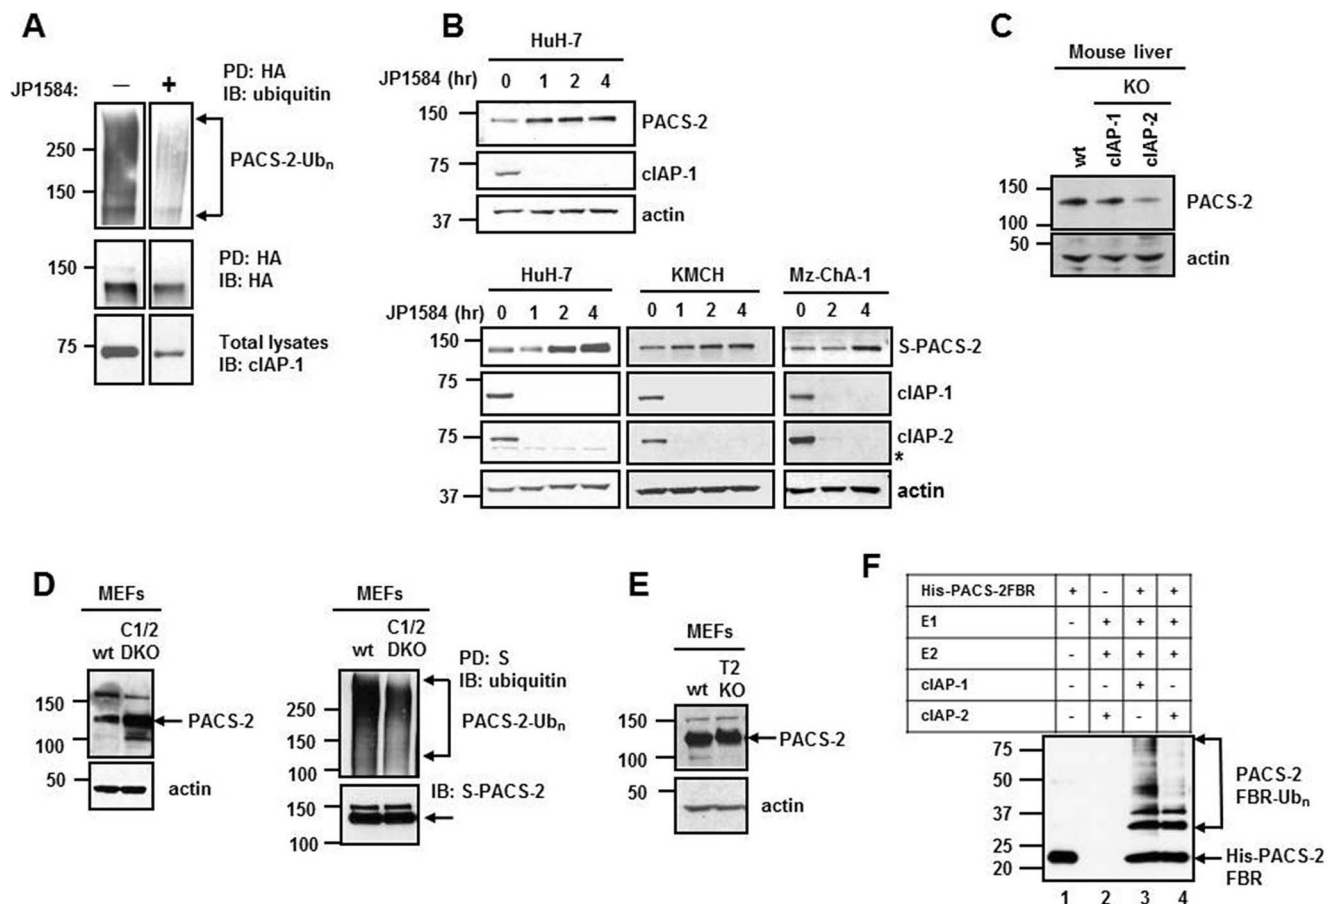 A
JP1584: – +
PD: HA
IB: ubiquitin
250
150
PACS-2-Ubn
150
PD: HA
IB: HA
75
Total lysates
IB: cIAP-1
B
HuH-7
JP1584 (hr) 0 1 2 4
150
PACS-2
75
cIAP-1
37
actin
HuH-7 KMCH Mz-ChA-1
JP1584 (hr) 0 1 2 4 0 1 2 4 0 2 4
150
S-PACS-2
75
cIAP-1
75
cIAP-2
*
37
actin
C
Mouse liver
KO
wt cIAP-1 cIAP-2
150
PACS-2
100
50
actin
D
MEFs
C1/2
wt DKO
150
PACS-2
100
50
actin
MEFs
C1/2
wt DKO
PD: S
IB: ubiquitin
250
PACS-2-Ubn
150
100
IB: S-PACS-2
150
100
E
MEFs
T2
wt KO
150
PACS-2
100
50
actin
F
His-PACS-2FBR + - + +
E1 - + + +
E2 - + + +
cIAP-1 - - + -
cIAP-2 - + - +
75
50
37
25
20
PACS-2
FBR-Ubn
His-PACS-2
FBR
1 2 3 4